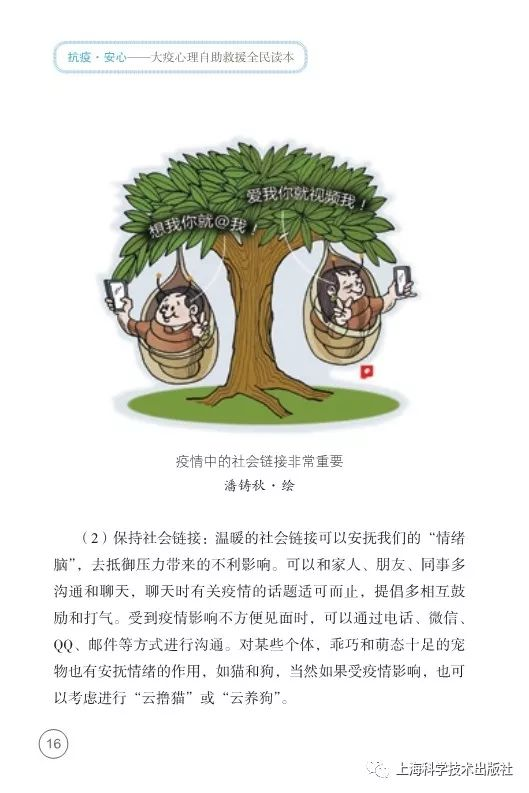 抗疫·安心——大疫心理自助救援全民读本
爱我你就视频我！
想我你就@我！
疫情中的社会链接非常重要
潘铸秋·绘
（2）保持社会链接：温暖的社会链接可以安抚我们的“情绪
脑”，去抵御压力带来的不利影响。可以和家人、朋友、同事多
沟通和聊天，聊天时有关疫情的话题适可而止，提倡多相互鼓
励和打气。受到疫情影响不方便见面时，可以通过电话、微信、
QQ、邮件等方式进行沟通。对某些个体，乖巧和萌态十足的宠
物也有安抚情绪的作用，如猫和狗，当然如果受疫情影响，也可
以考虑进行“云撸猫”或“云养狗”。
16
上海科学技术出版社